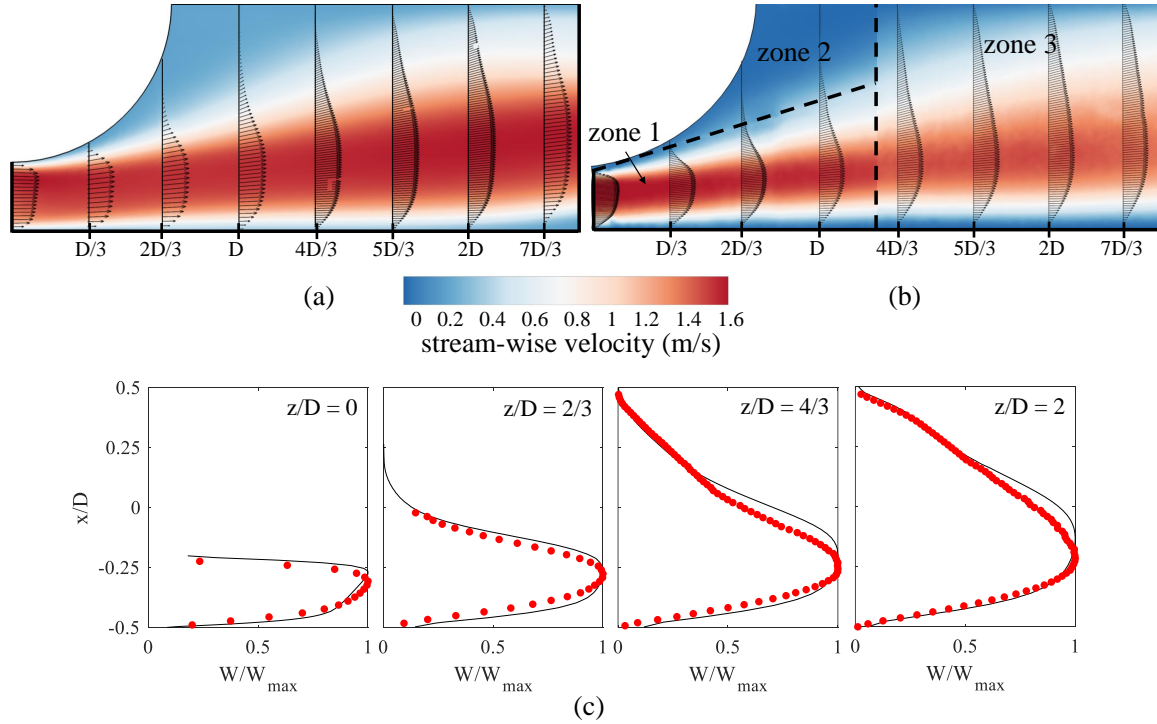 zone 2
zone 3
zone 1
D/3 2D/3 D 4D/3 5D/3 2D 7D/3
D/3 2D/3 D 4D/3 5D/3 2D 7D/3
(a)
(b)
0 0.2 0.4 0.6 0.8 1 1.2 1.4 1.6
stream-wise velocity (m/s)
0.5
0.25
0
-0.25
-0.5
x/D
z/D = 0
z/D = 2/3
z/D = 4/3
z/D = 2
0 0.5 1
0 0.5 1
0 0.5 1
0 0.5 1
W/Wmax
W/Wmax
W/Wmax
W/Wmax
(c)